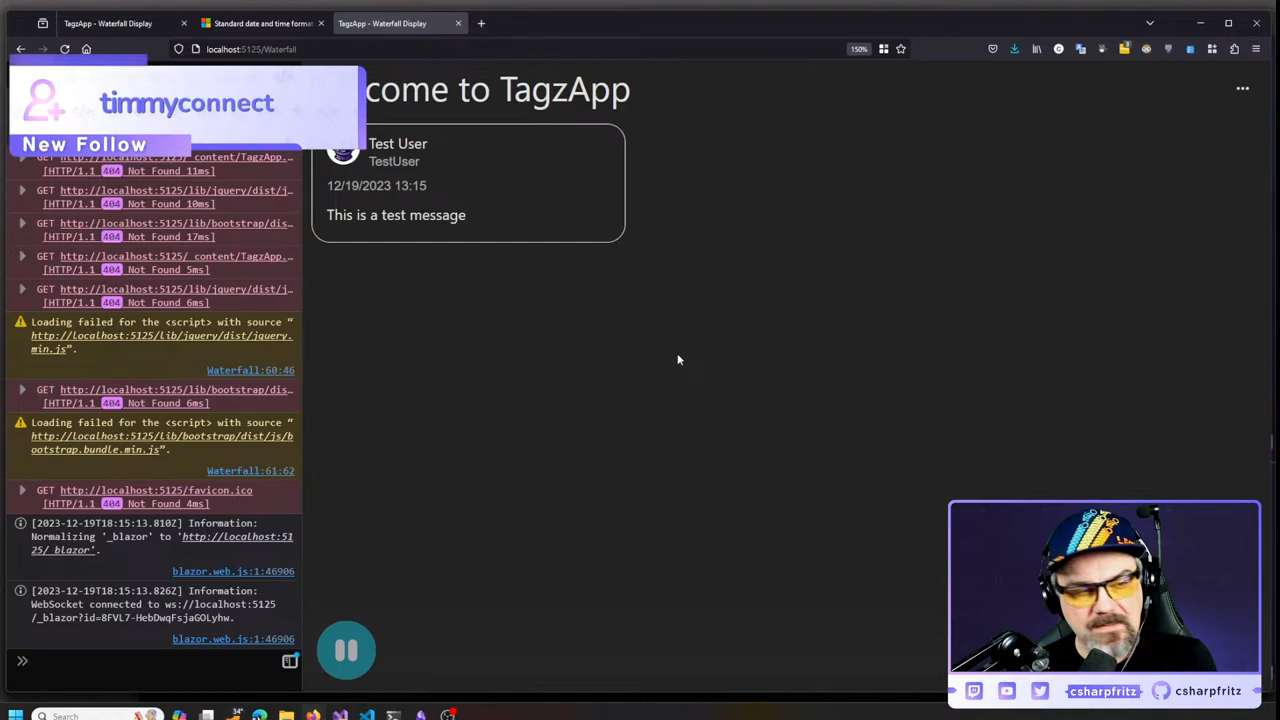 TagzApp - Waterfall Display
Standard date and time format
TagzApp - Waterfall Display
localhost:5125/Waterfall
150%
timmyconnect
New Follow
come to TagzApp
Test User
TestUser
12/19/2023 13:15
This is a test message
GET http://localhost:5125/_content/TagzApp.…
[HTTP/1.1 404 Not Found 11ms]
GET http://localhost:5125/lib/jquery/dist/j…
[HTTP/1.1 404 Not Found 10ms]
GET http://localhost:5125/lib/bootstrap/dis…
[HTTP/1.1 404 Not Found 17ms]
GET http://localhost:5125/_content/TagzApp.…
[HTTP/1.1 404 Not Found 5ms]
GET http://localhost:5125/lib/jquery/dist/j…
[HTTP/1.1 404 Not Found 6ms]
Loading failed for the <script> with source “
http://localhost:5125/lib/jquery/dist/jquery.
min.js”.
Waterfall:60:46
GET http://localhost:5125/lib/bootstrap/dis…
[HTTP/1.1 404 Not Found 6ms]
Loading failed for the <script> with source “
http://localhost:5125/lib/bootstrap/dist/js/b
ootstrap.bundle.min.js”.
Waterfall:61:62
GET http://localhost:5125/favicon.ico
[HTTP/1.1 404 Not Found 4ms]
[2023-12-19T18:15:13.810Z] Information:
Normalizing '_blazor' to 'http://localhost:51
25/_blazor'.
blazor.web.js:1:46906
[2023-12-19T18:15:13.826Z] Information:
WebSocket connected to ws://localhost:5125
/_blazor?id=8FVL7-HebDwqFsjaGOLyhw.
blazor.web.js:1:46906
csharpfritz
csharpfritz
Search
34°